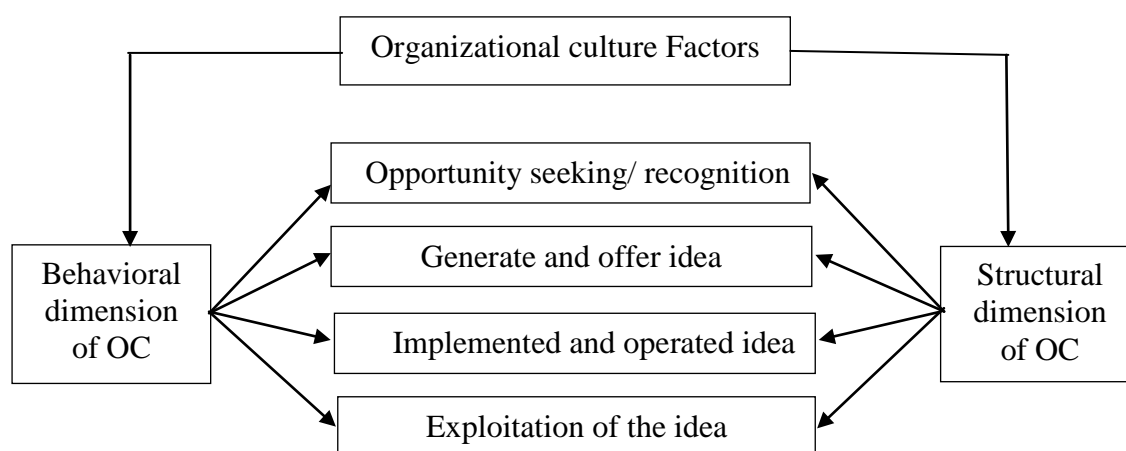 Organizational culture Factors
Opportunity seeking/ recognition
Generate and offer idea
Implemented and operated idea
Exploitation of the idea
Behavioral
dimension
of OC
Structural
dimension
of OC